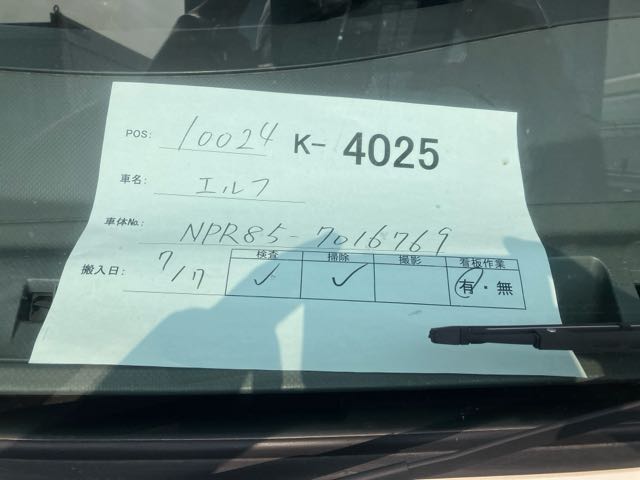 POS: 10024 K- 4025
車名: エルフ
車体No. NPR85-7016769
搬入日: 7/7
検査 掃除 撮影 看板作業
✓ ✓ 有・無